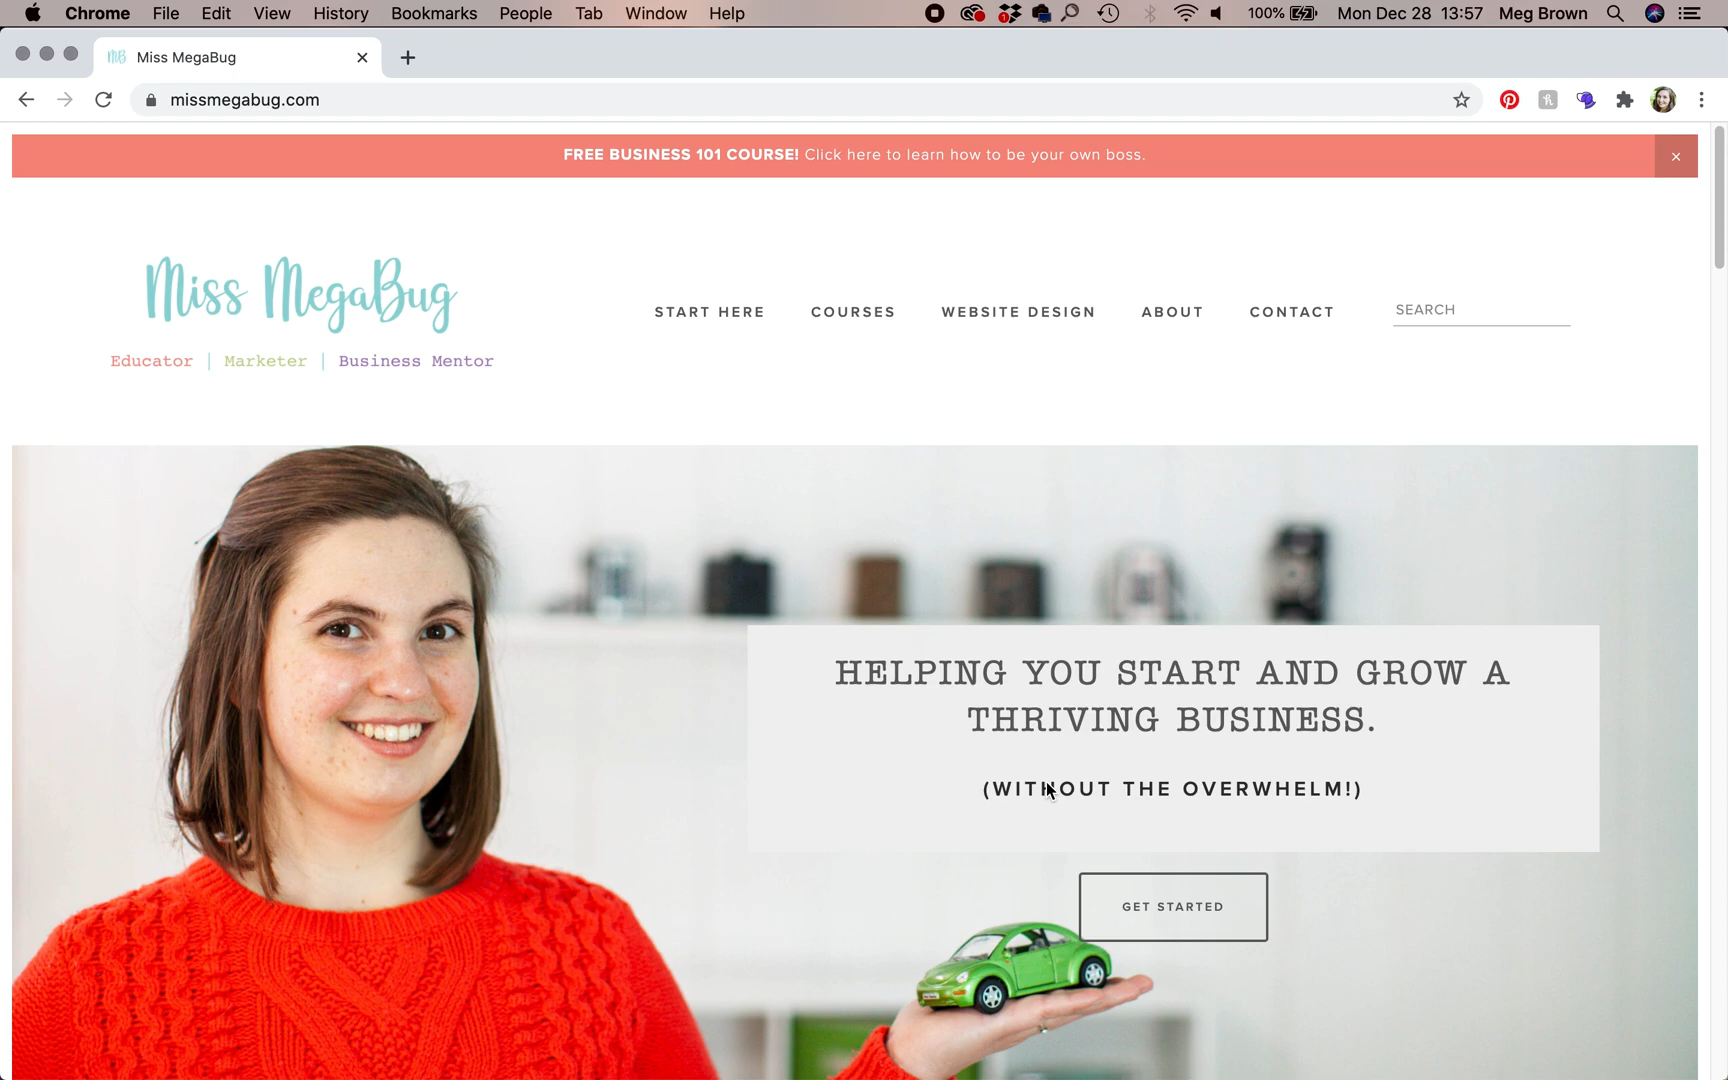 Chrome File Edit View History Bookmarks People Tab Window Help 100% Mon Dec 28 13:57 Meg Brown
Miss MegaBug
missmegabug.com
FREE BUSINESS 101 COURSE! Click here to learn how to be your own boss.
Miss MegaBug
Educator | Marketer | Business Mentor
START HERE COURSES WEBSITE DESIGN ABOUT CONTACT SEARCH
HELPING YOU START AND GROW A
THRIVING BUSINESS.
(WITHOUT THE OVERWHELM!)
GET STARTED